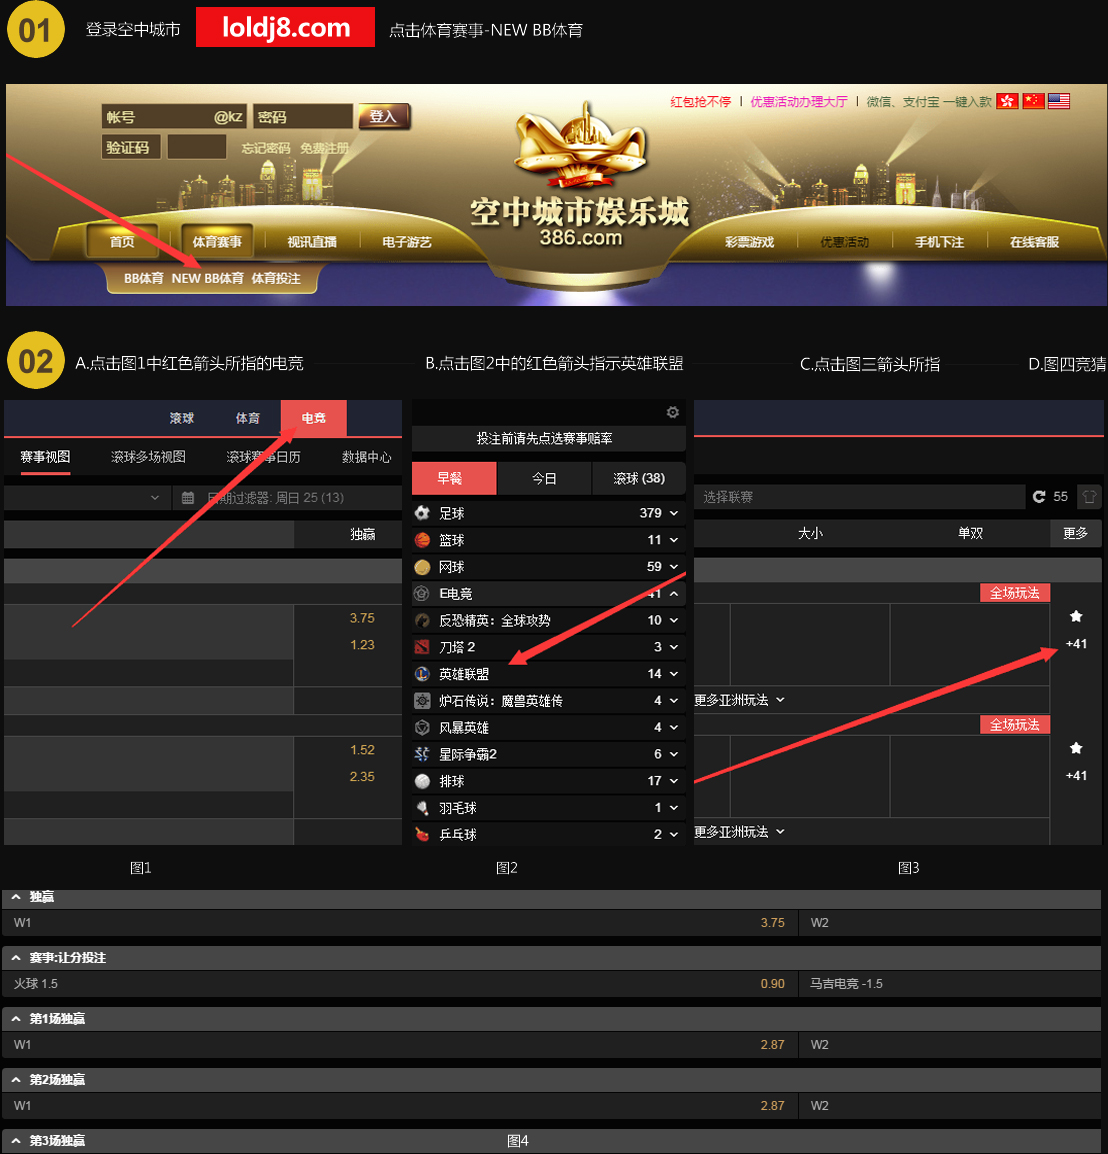 01 登录空中城市 loldj8.com 点击体育赛事-NEW BB体育
红包抢不停 | 优惠活动办理大厅 | 微信、支付宝 一键入款
帐号 @kz 密码 登入
验证码 忘记密码 免费注册
空中城市娱乐城
386.com
首页 体育赛事 视讯直播 电子游艺 彩票游戏 优惠活动 手机下注 在线客服
BB体育 NEW BB体育 体育投注
02 A.点击图1中红色箭头所指的电竞 B.点击图2中的红色箭头指示英雄联盟 C.点击图三箭头所指 D.图四竞猜
滚球 体育 电竞
赛事视图 滚球多场视图 滚球赛事日历 数据中心
日期过滤器: 周日 25 (13)
独赢
3.75
1.23
1.52
2.35
图1
投注前请先点选赛事赔率
早餐 今日 滚球 (38)
足球 379
篮球 11
网球 59
E电竞 41
反恐精英：全球攻势 10
刀塔 2 3
英雄联盟 14
炉石传说：魔兽英雄传 4
风暴英雄 4
星际争霸2 6
排球 17
羽毛球 1
乒乓球 2
图2
选择联赛 55
大小 单双 更多
全场玩法
+41
更多亚洲玩法
全场玩法
+41
更多亚洲玩法
图3
独赢
W1 3.75 W2
赛事:让分投注
火球 1.5 0.90 马吉电竞 -1.5
第1场独赢
W1 2.87 W2
第2场独赢
W1 2.87 W2
第3场独赢
图4